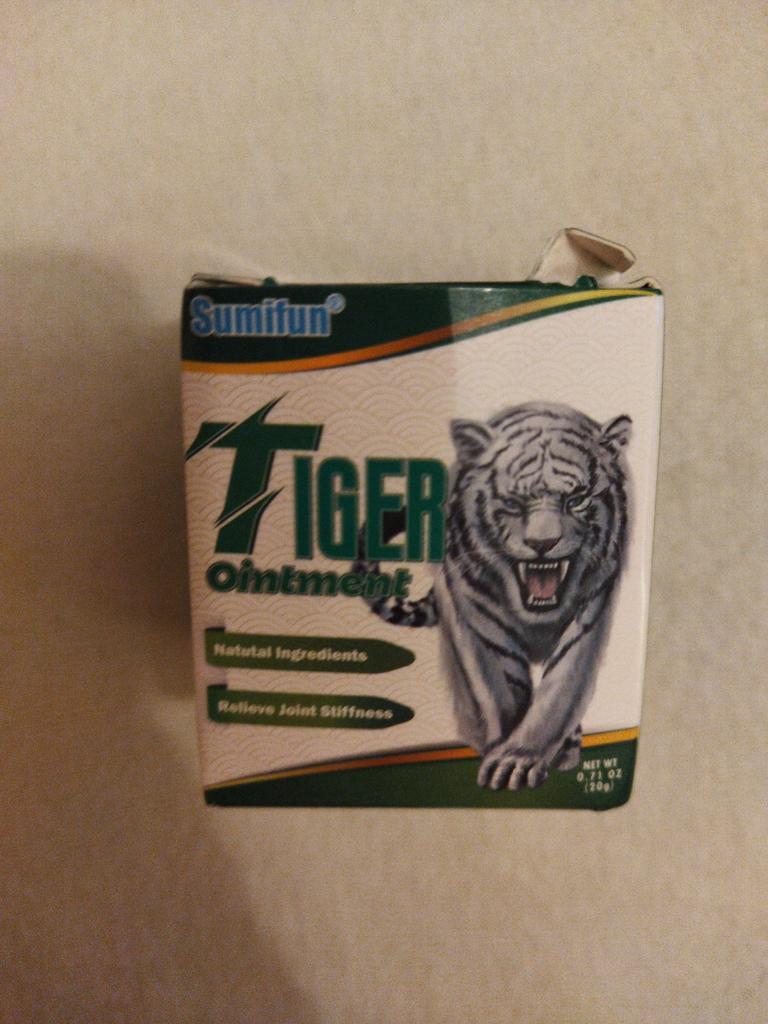 Sumifun®
TIGER
Ointment
Natutal Ingredients
Relieve Joint Stiffness
NET WT
0.71 OZ
(20g)